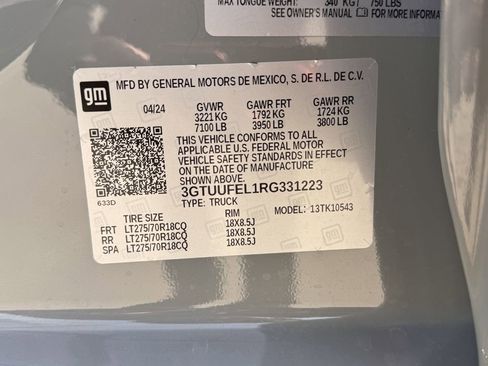 MAX TONGUE WEIGHT: 340 KG / 750 LBS
SEE OWNER'S MANUAL FOR MORE INFORMA
gm
MFD BY GENERAL MOTORS DE MEXICO, S. DE R.L. DE C.V.
04/24 GVWR GAWR FRT GAWR RR
3221 KG 1792 KG 1724 KG
7100 LB 3950 LB 3800 LB
THIS VEHICLE CONFORMS TO ALL
APPLICABLE U.S. FEDERAL MOTOR
VEHICLE SAFETY STANDARDS IN EFFECT
ON THE DATE OF MANUFACTURE
SHOWN ABOVE.
3GTUUFEL1RG331223
633D
TYPE: TRUCK
TIRE SIZE RIM MODEL: 13TK10543
FRT LT275/70R18CQ 18X8.5J
RR LT275/70R18CQ 18X8.5J
SPA LT275/70R18CQ 18X8.5J